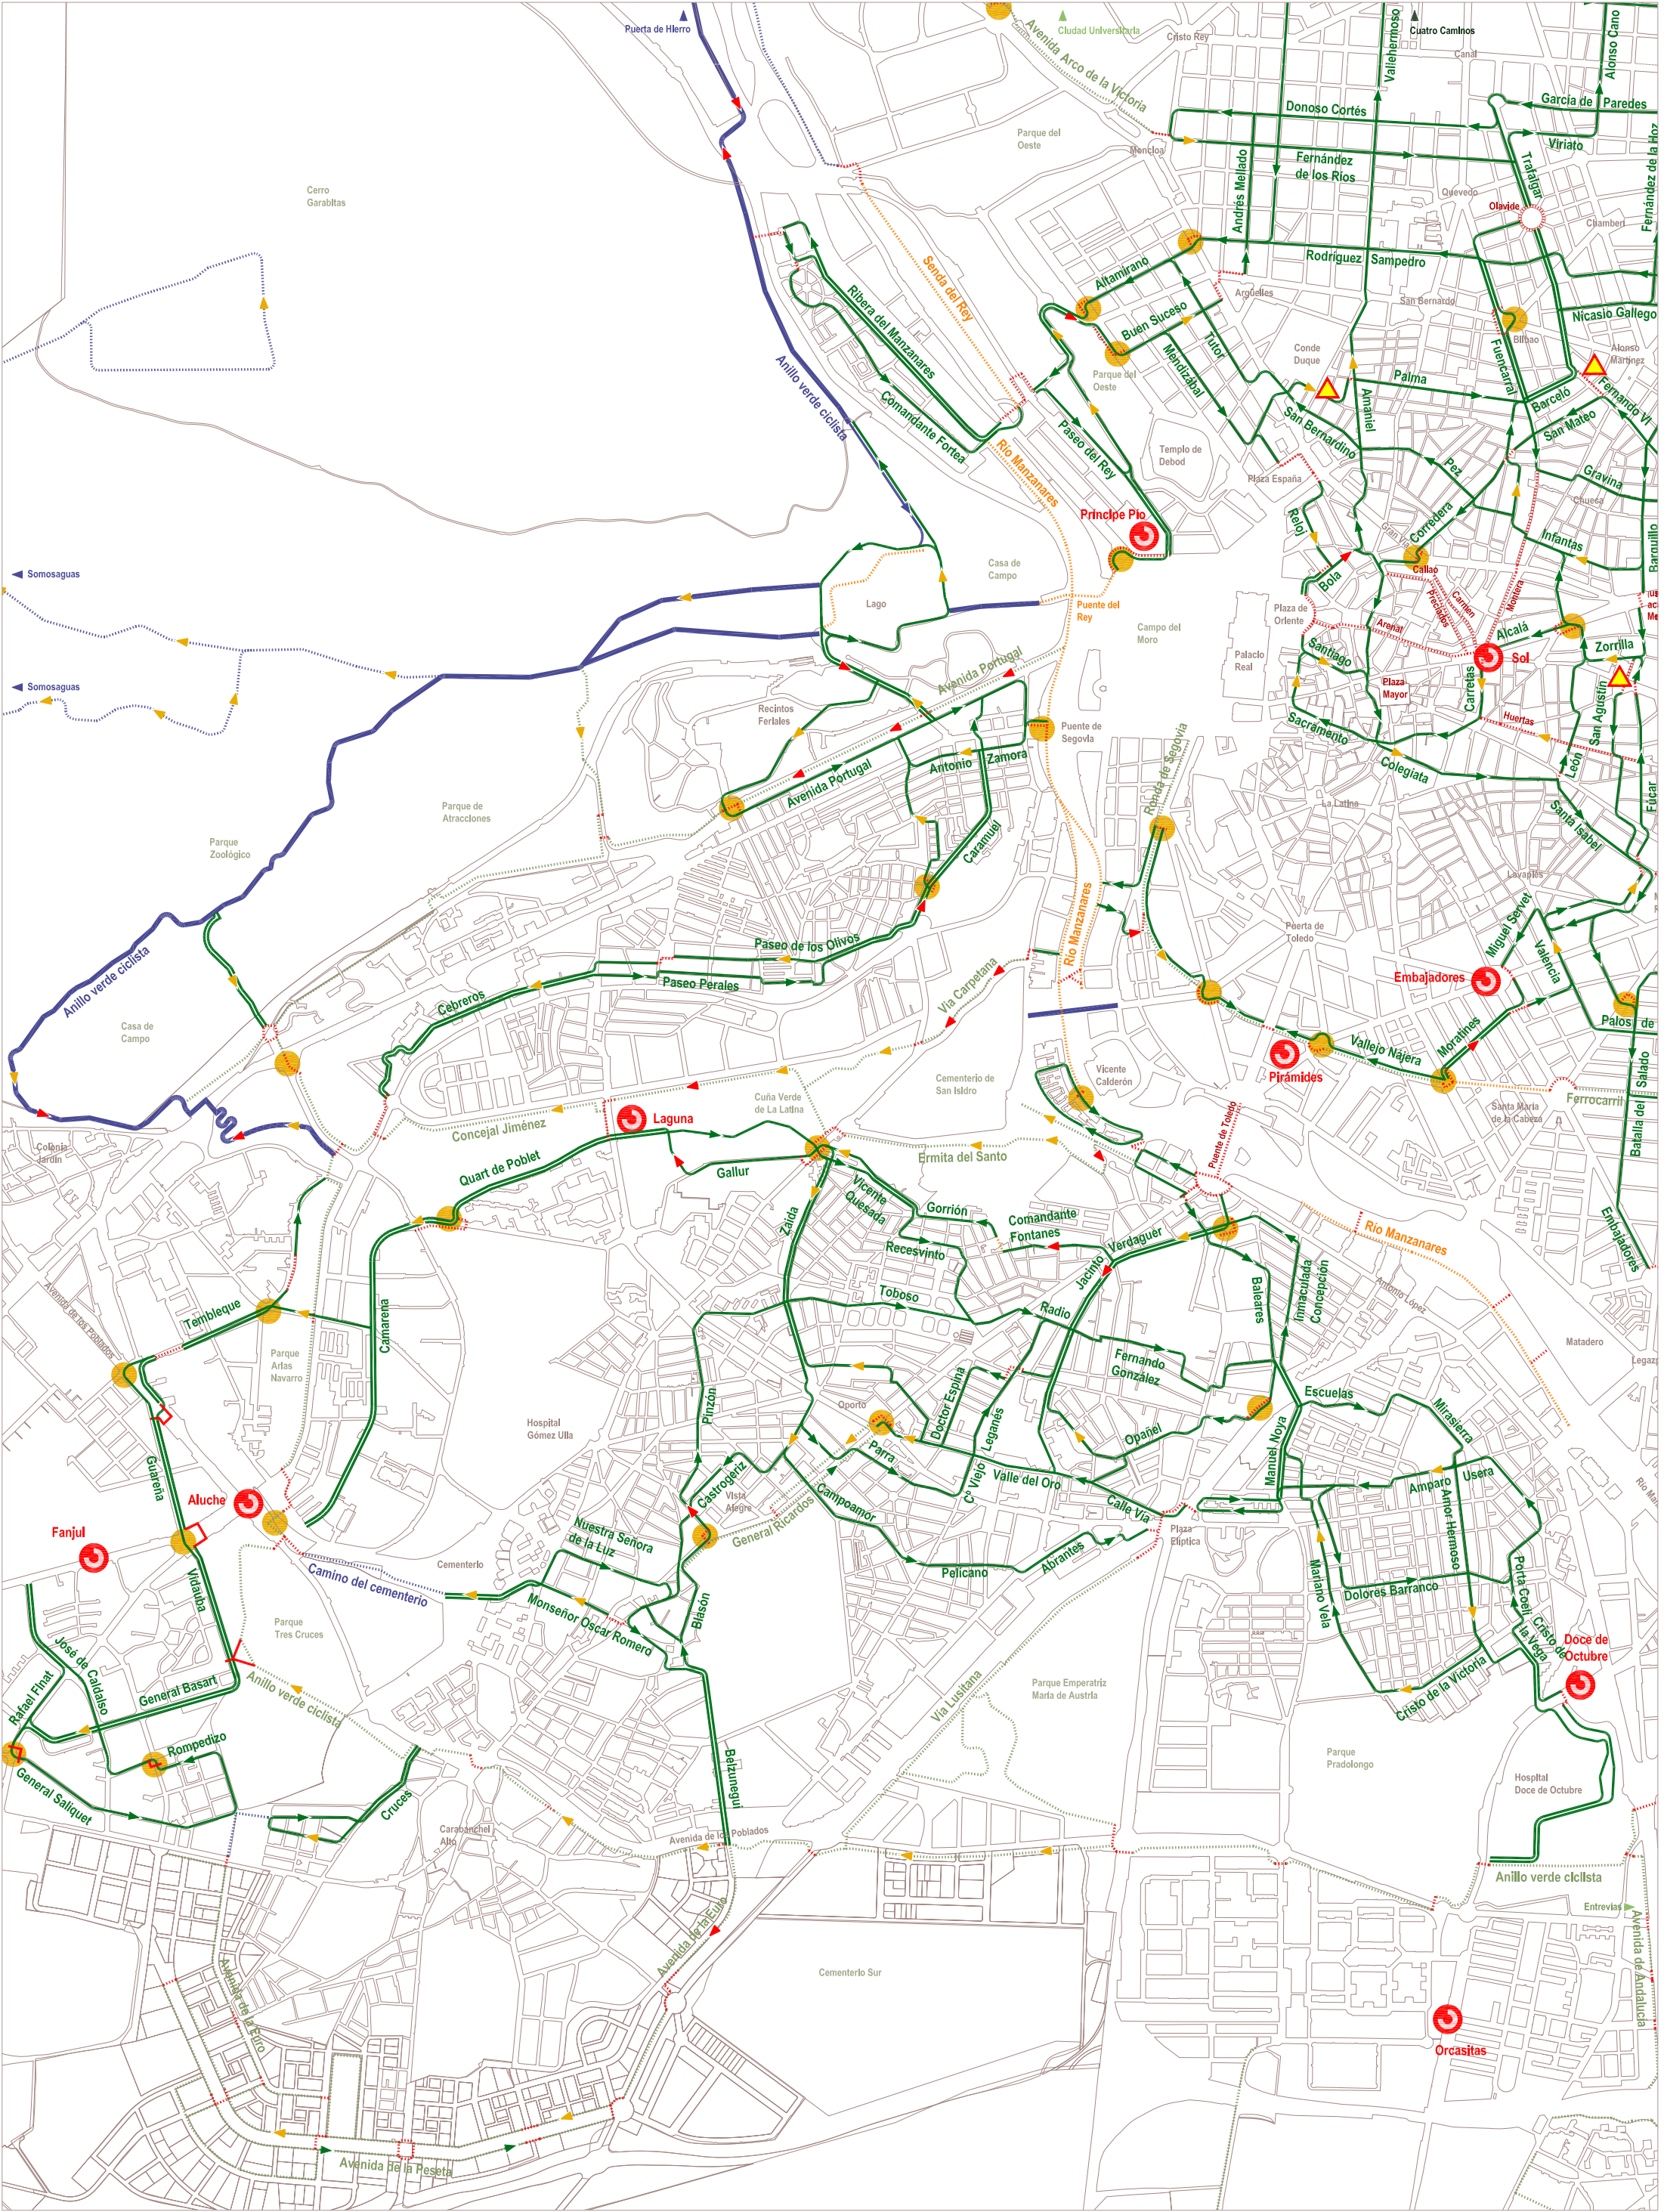 Puerta de Hierro
Ciudad Universitaria
Cuatro Caminos
Cristo Rey
Canal
Avenida Arco de la Victoria
Vallehermoso
Alonso Cano
García de Paredes
Donoso Cortés
Viriato
Parque del
Oeste
Moncloa
Fernández
de los Ríos
Andrés Mellado
Trafalgar
Fernández de la Hoz
Quevedo
Olavide
Chamberí
Cerro
Garabitas
Senda del Rey
Altamirano
Rodríguez Sampedro
Argüelles
San Bernardo
Nicasio Gallego
Ribera del Manzanares
Buen Suceso
Tutor
Mendizábal
Conde
Duque
Bilbao
Alonso
Martínez
Fuencarral
Parque del
Oeste
Palma
Barceló
Fernando VI
Anillo verde ciclista
Comandante Fortea
Amaniel
San Bernardino
San Mateo
Río Manzanares
Paseo del Rey
Templo de
Debod
Plaza España
Pez
Gravina
Chueca
Príncipe Pío
Reloj
Gran Vía
Corredera
Infantas
Barquillo
Somosaguas
Casa de
Campo
Bola
Callao
Carmen
Preciados
Montera
Lago
Puente del
Rey
Campo del
Moro
Plaza de
Oriente
Arenal
Alcalá
Zorrilla
Santiago
Palacio
Real
Sol
Somosaguas
Avenida Portugal
Plaza
Mayor
Carretas
San Agustín
Recintos
Feriales
Puente de
Segovia
Sacramento
Huertas
Antonio Zamora
Avenida Portugal
Ronda de Segovia
Colegiata
León
Fúcar
Parque de
Atracciones
La Latina
Santa Isabel
Parque
Zoológico
Caramuel
Lavapiés
Río Manzanares
Miguel Servet
Puerta de
Toledo
Valencia
Paseo de los Olivos
Paseo Perales
Embajadores
Anillo verde ciclista
Cebreros
Vía Carpetana
Casa de
Campo
Palos de
Moratines
Vallejo Nájera
Pirámides
Vicente
Calderón
Cementerio de
San Isidro
Cuña Verde
de La Latina
Laguna
Concejal Jiménez
Santa María
de la Cabeza
Ferrocarril
Batalla del Salado
Colonia
Jardín
Quart de Poblet
Gallur
Ermita del Santo
Puente de Toledo
Vicente
Quesada
Zaida
Gorrión
Comandante
Fontanes
Recesvinto
Verdaguer
Jacinto
Río Manzanares
Embajadores
Avenida de los Poblados
Tembleque
Camarena
Toboso
Radio
Baleares
Inmaculada
Concepción
Antonio López
Matadero
Parque
Arias
Navarro
Fernando
González
Pinzón
Oporto
Doctor Espina
Escuelas
Mirasierra
Hospital
Gómez Ulla
Leganés
Cº Viejo
Opañel
Manuel Noya
Guareña
Parra
Valle del Oro
Amparo Usera
Castrogeriz
Vista
Alegre
Campoamor
Calle Vía
Aluche
General Ricardos
Plaza
Elíptica
Amor Hermoso
Fanjul
Nuestra Señora
de la Luz
Cementerio
Camino del cementerio
Pelícano
Abrantes
Vidauba
Mariano Vela
Dolores Barranco
Porta Coeli
Monseñor Oscar Romero
Blasón
Parque
Tres Cruces
Cristo de
la Vega
Doce de
Octubre
José de Caldalso
Rafael Finat
General Basart
Anillo verde ciclista
Vía Lusitana
Parque Emperatriz
María de Austria
Cristo de la Victoria
Rompedizo
General Saliquet
Cruces
Belzunegui
Parque
Pradolongo
Hospital
Doce de Octubre
Carabanchel
Alto
Avenida de los Poblados
Anillo verde ciclista
Entrevías
Avenida de Andalucía
Avenida de la Euro
Avenida de la Euro
Cementerio Sur
Orcasitas
Avenida de la Peseta